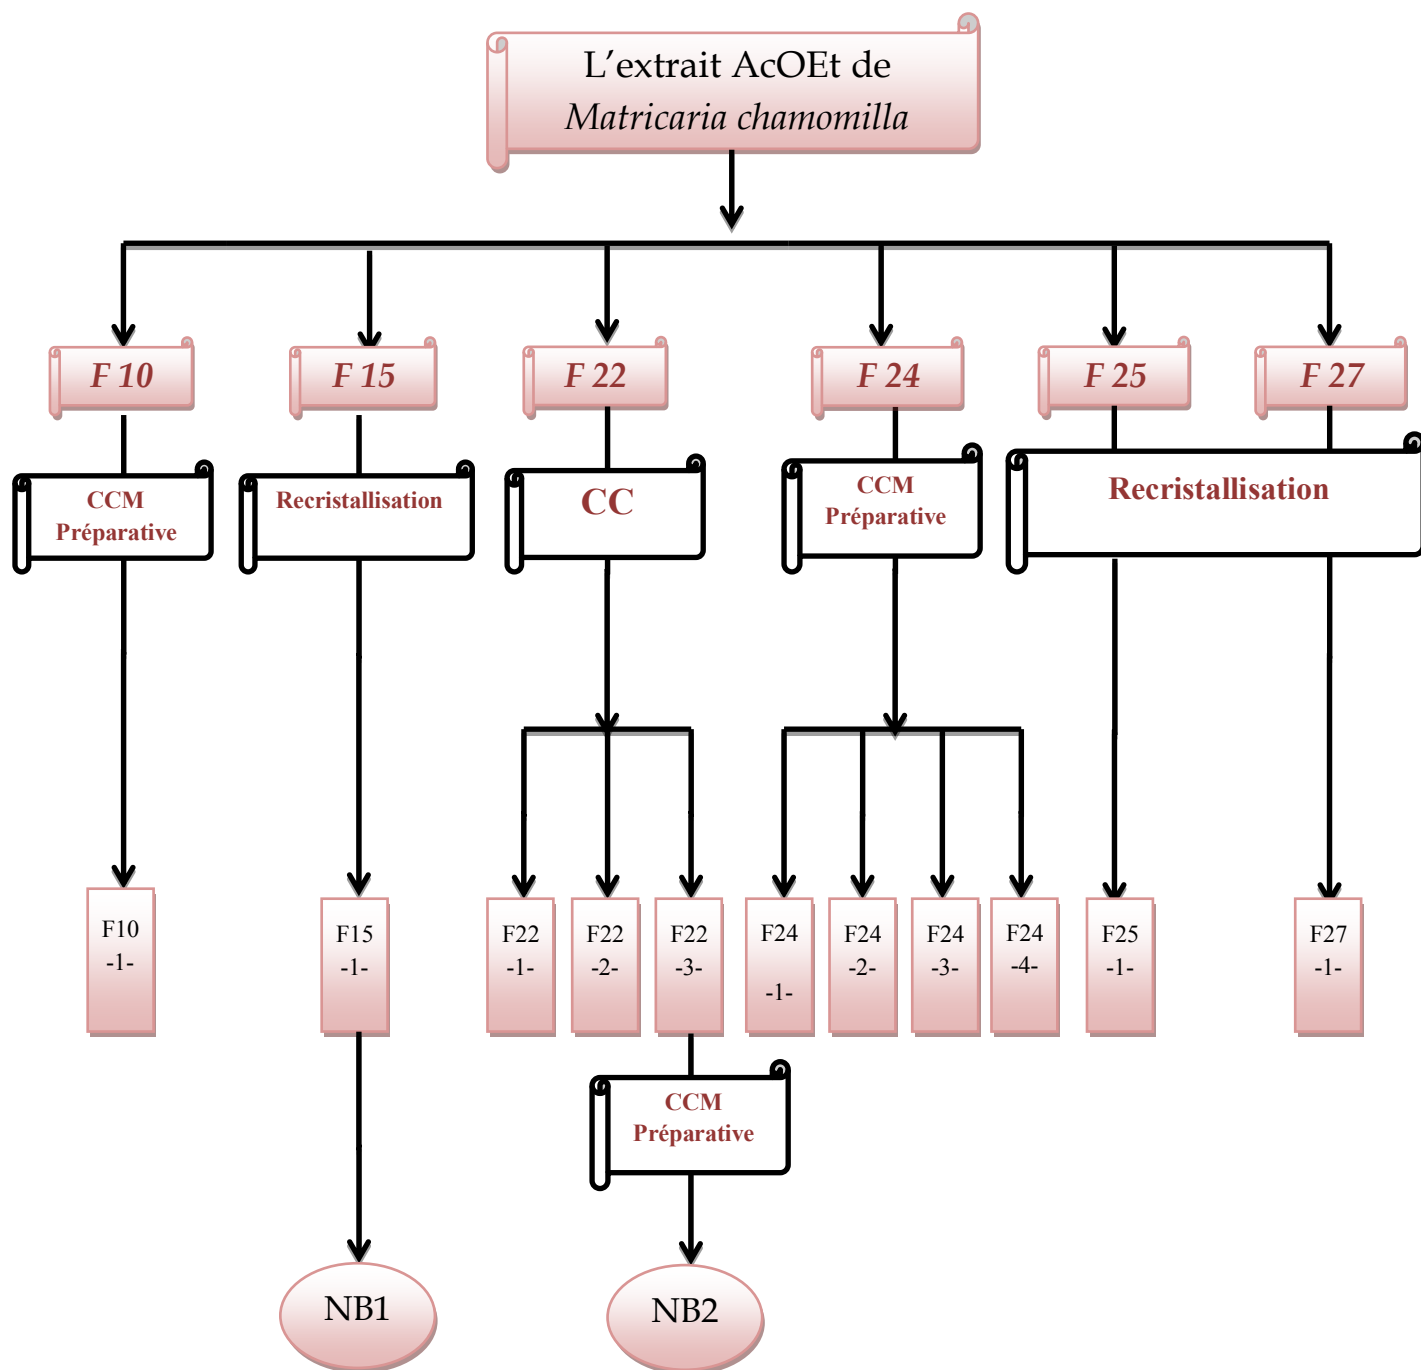 L’extrait AcOEt de
Matricaria chamomilla
F 10
F 15
F 22
F 24
F 25
F 27
CCM
Préparative
Recristallisation
CC
CCM
Préparative
Recristallisation
F10
-1-
F15
-1-
F22
-1-
F22
-2-
F22
-3-
F24
-1-
F24
-2-
F24
-3-
F24
-4-
F25
-1-
F27
-1-
CCM
Préparative
NB1
NB2